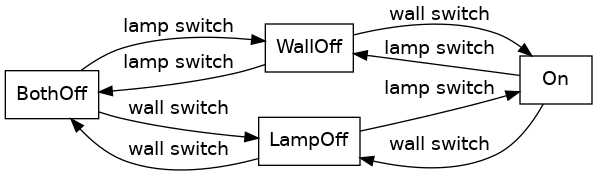 lamp switch
wall switch
WallOff
lamp switch
lamp switch
On
BothOff
wall switch
lamp switch
LampOff
wall switch
wall switch